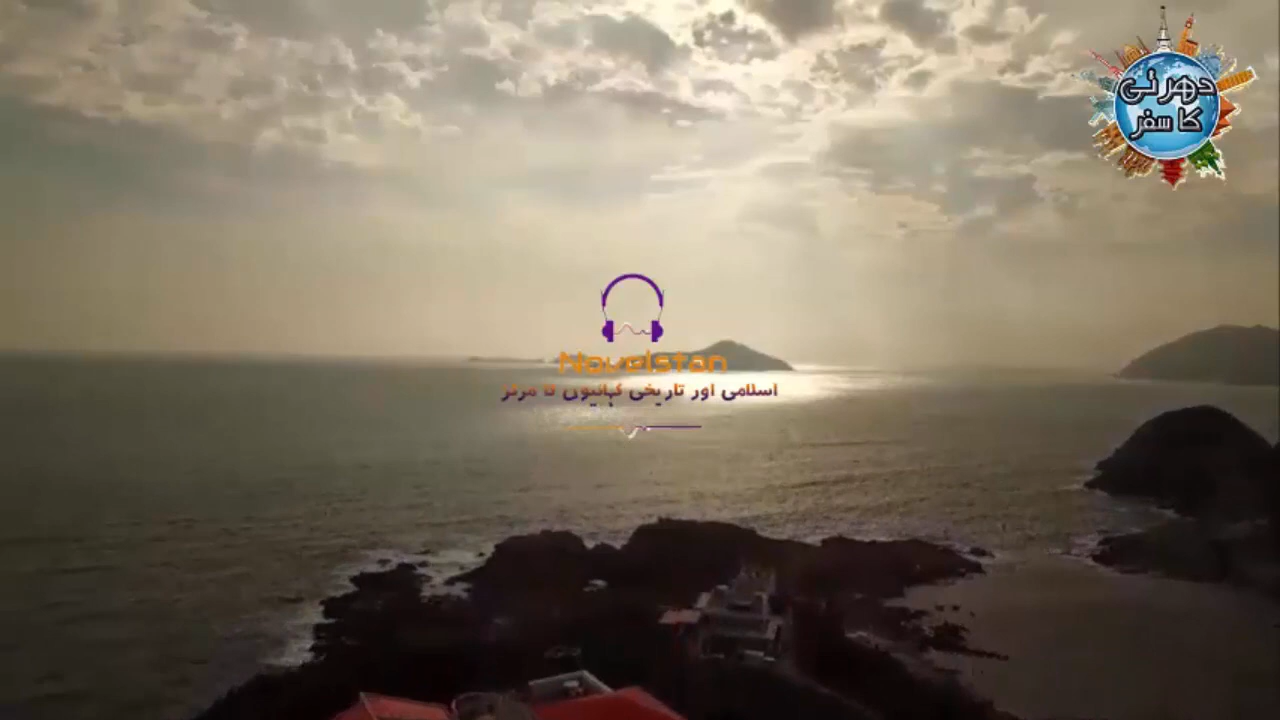 دھرتی
کا سفر
Novelstan
اسلامی اور تاریخی کہانیوں کا مرکز